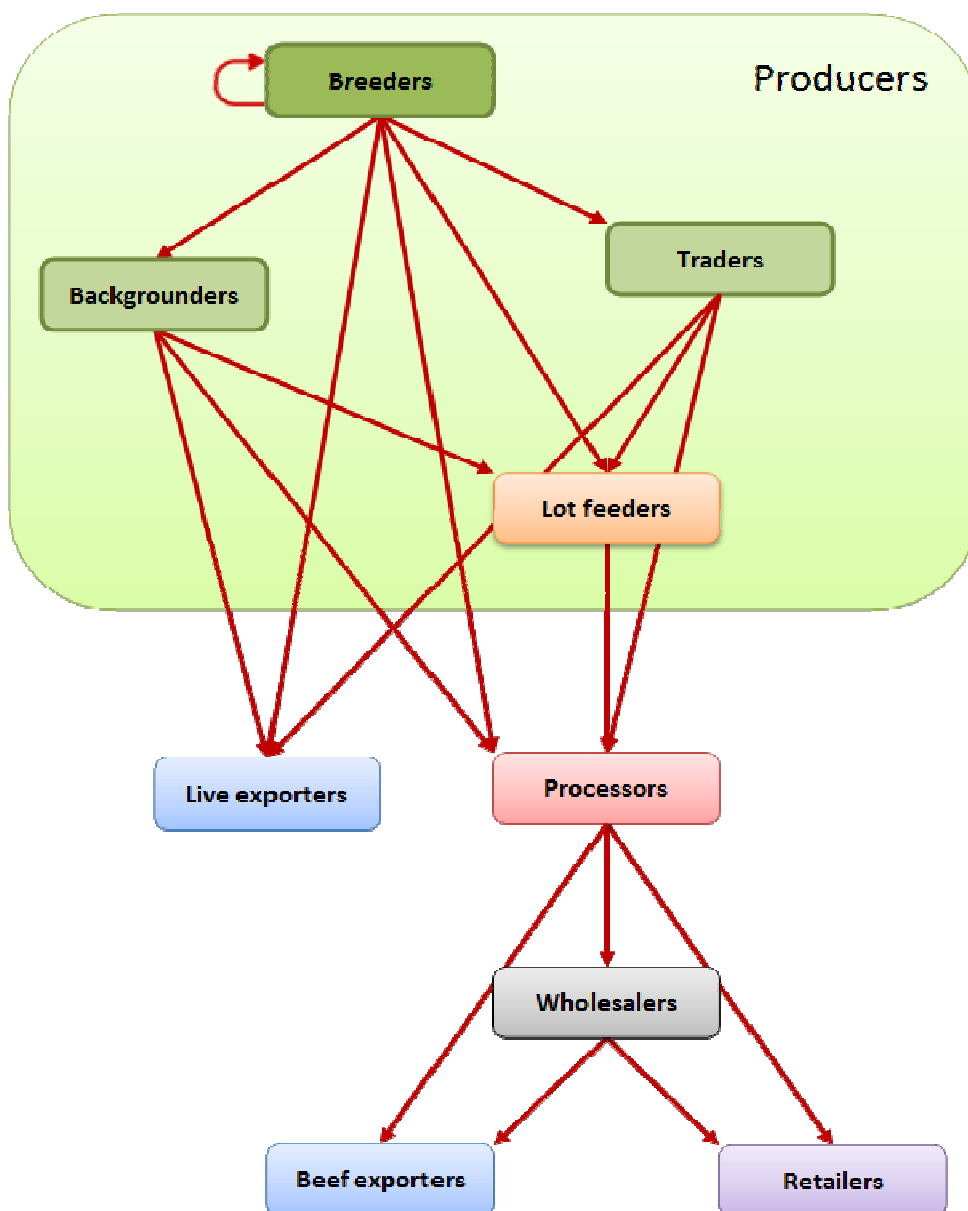 Producers
Breeders
Traders
Backgrounders
Lot feeders
Live exporters
Processors
Wholesalers
Beef exporters
Retailers